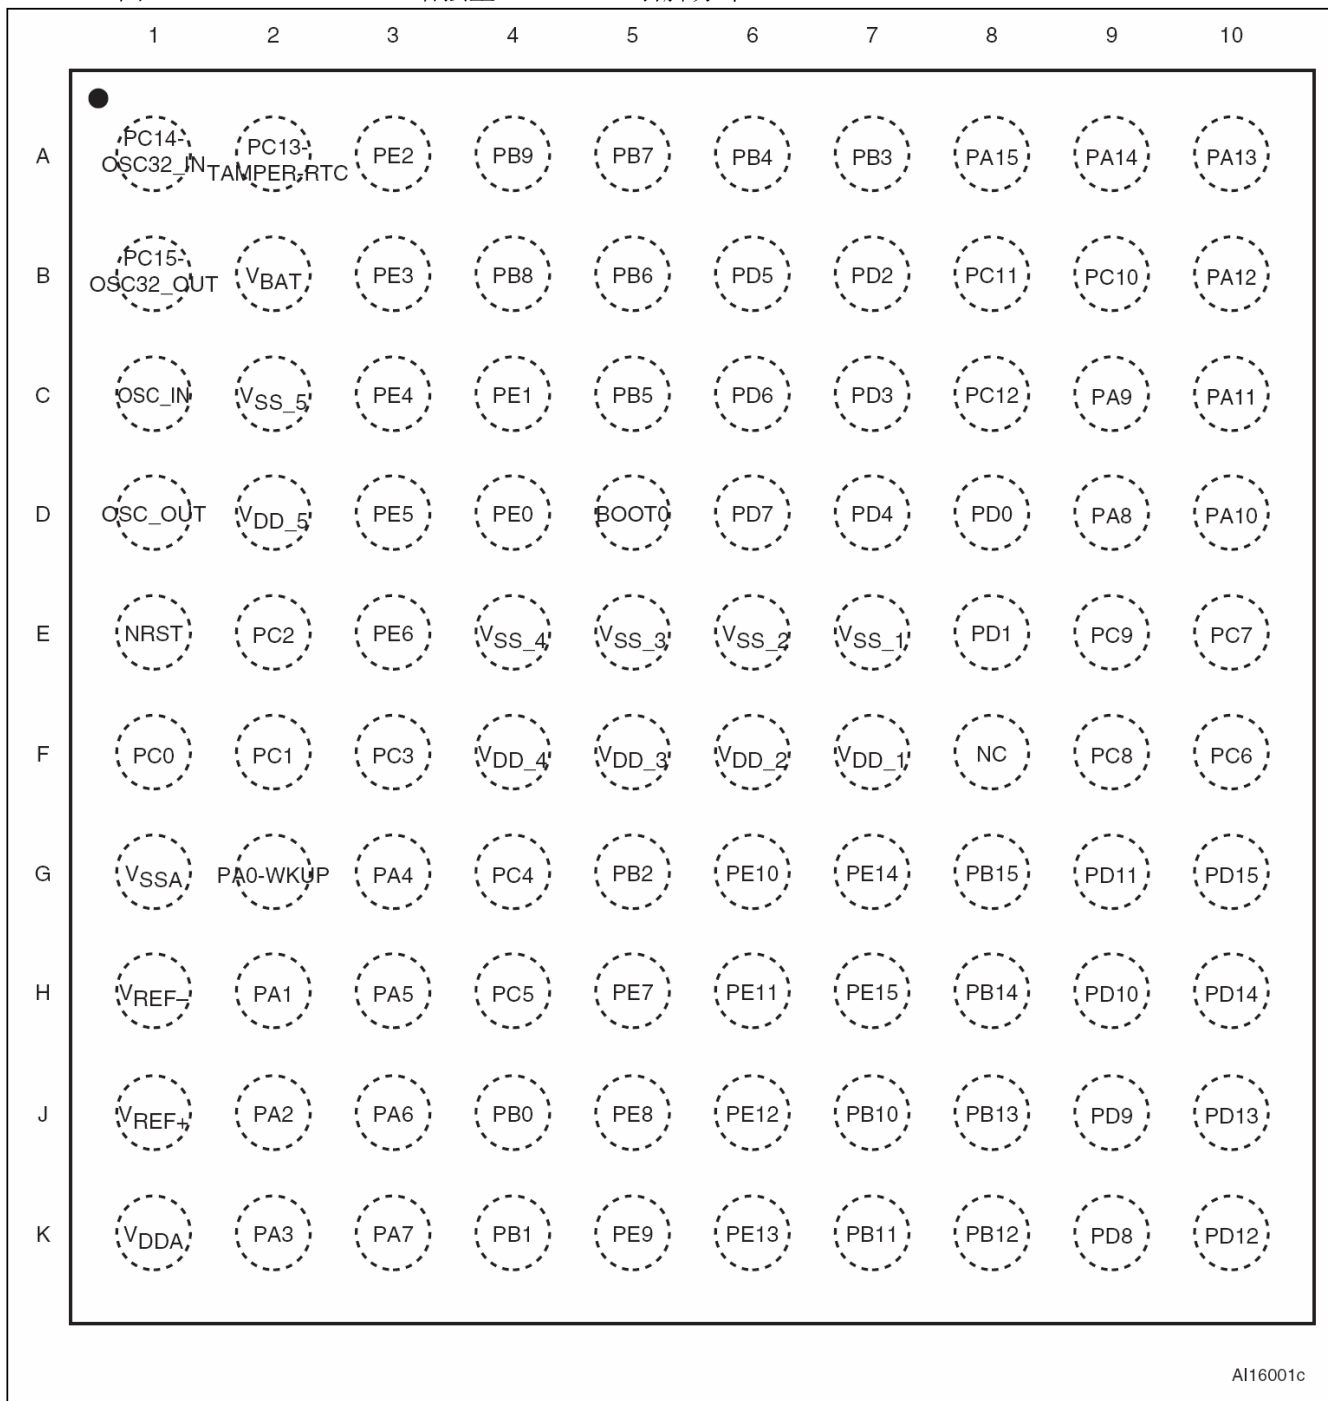 1 2 3 4 5 6 7 8 9 10
A PC14-OSC32_IN PC13-TAMPER-RTC PE2 PB9 PB7 PB4 PB3 PA15 PA14 PA13
B PC15-OSC32_OUT VBAT PE3 PB8 PB6 PD5 PD2 PC11 PC10 PA12
C OSC_IN VSS_5 PE4 PE1 PB5 PD6 PD3 PC12 PA9 PA11
D OSC_OUT VDD_5 PE5 PE0 BOOT0 PD7 PD4 PD0 PA8 PA10
E NRST PC2 PE6 VSS_4 VSS_3 VSS_2 VSS_1 PD1 PC9 PC7
F PC0 PC1 PC3 VDD_4 VDD_3 VDD_2 VDD_1 NC PC8 PC6
G VSSA PA0-WKUP PA4 PC4 PB2 PE10 PE14 PB15 PD11 PD15
H VREF– PA1 PA5 PC5 PE7 PE11 PE15 PB14 PD10 PD14
J VREF+ PA2 PA6 PB0 PE8 PE12 PB10 PB13 PD9 PD13
K VDDA PA3 PA7 PB1 PE9 PE13 PB11 PB12 PD8 PD12
AI16001c